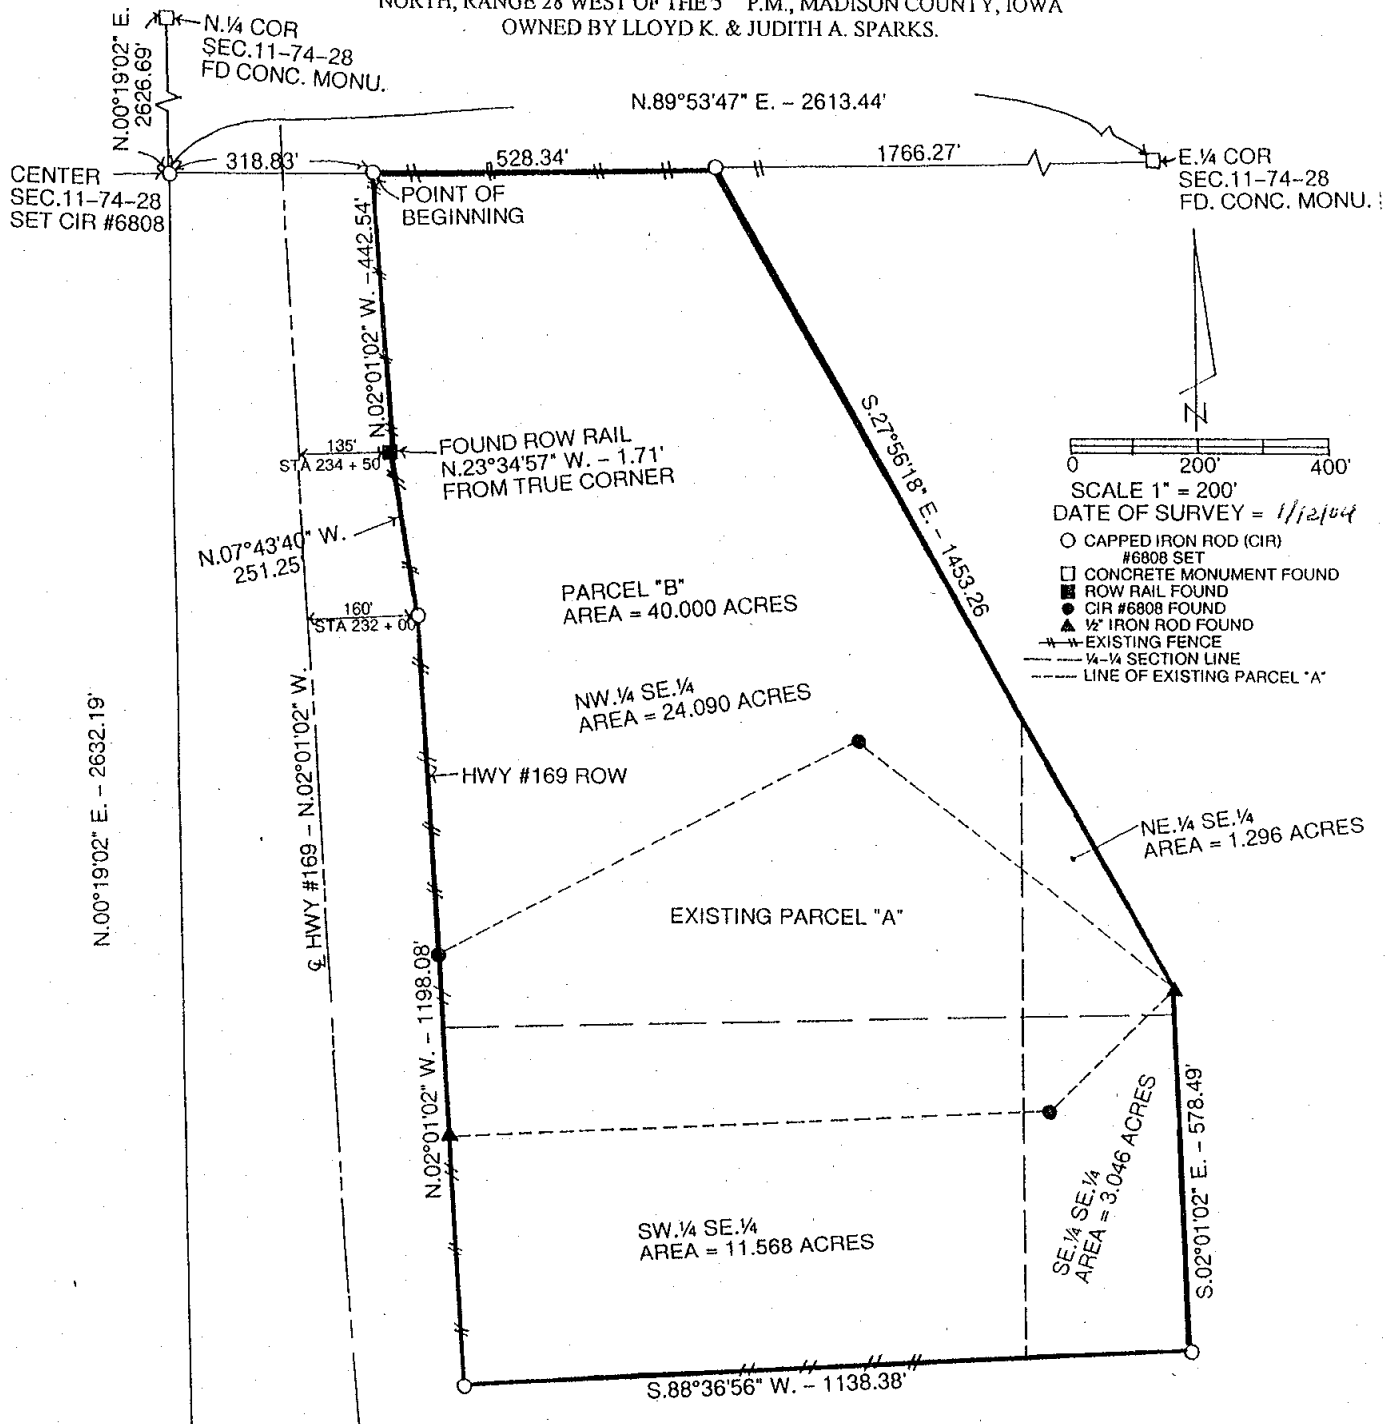 NORTH, RANGE 28 WEST OF THE 5 P.M., MADISON COUNTY, IOWA
OWNED BY LLOYD K. & JUDITH A. SPARKS.
N.00°19'02" E.
2626.69'
N.¼ COR
SEC.11-74-28
FD CONC. MONU.
N.89°53'47" E. - 2613.44'
318.83'
528.34'
1766.27'
E.¼ COR
SEC.11-74-28
FD. CONC. MONU.
CENTER
SEC.11-74-28
SET CIR #6808
POINT OF
BEGINNING
N.02°01'02" W. -442.54'
135'
STA 234 + 50
FOUND ROW RAIL
N.23°34'57" W. - 1.71'
FROM TRUE CORNER
S.27°56'18" E. - 1453.26
N
0 200' 400'
SCALE 1" = 200'
DATE OF SURVEY = 1/12/04
CAPPED IRON ROD (CIR)
#6808 SET
CONCRETE MONUMENT FOUND
ROW RAIL FOUND
CIR #6808 FOUND
½" IRON ROD FOUND
EXISTING FENCE
¼-¼ SECTION LINE
LINE OF EXISTING PARCEL "A"
N.07°43'40" W.
251.25'
160'
STA 232 + 00
PARCEL "B"
AREA = 40.000 ACRES
NW.¼ SE.¼
AREA = 24.090 ACRES
HWY #169 ROW
N.00°19'02" E. - 2632.19'
℄ HWY #169 - N.02°01'02" W.
NE.¼ SE.¼
AREA = 1.296 ACRES
EXISTING PARCEL "A"
N.02°01'02" W. - 1198.08'
SW.¼ SE.¼
AREA = 11.568 ACRES
SE.¼ SE.¼
AREA = 3.046 ACRES
S.02°01'02" E. - 578.49'
S.88°36'56" W. - 1138.38'